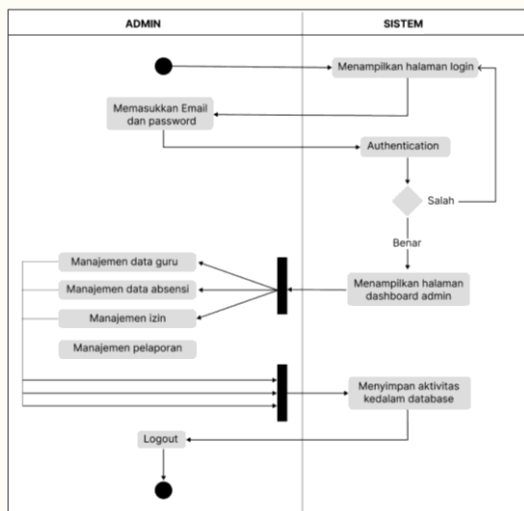 ADMIN
SISTEM
Menampilkan halaman login
Memasukkan Email
dan password
Authentication
Salah
Benar
Manajemen data guru
Manajemen data absensi
Manajemen izin
Manajemen pelaporan
Menampilkan halaman
dashboard admin
Menyimpan aktivitas
kedalam database
Logout